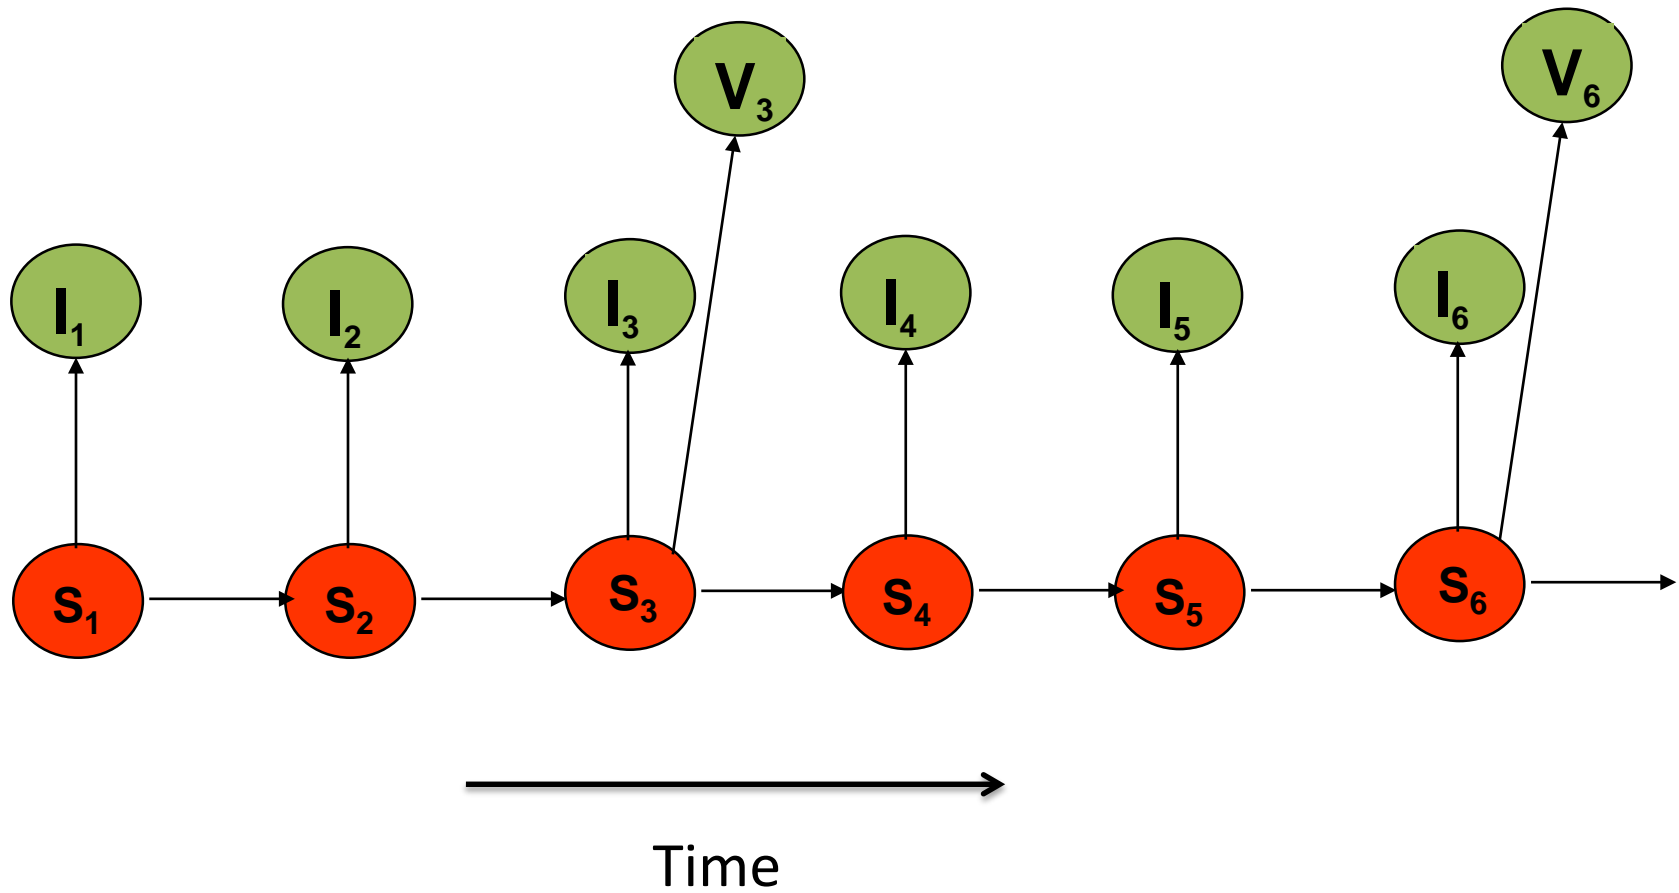 V₃ V₆
I₁ I₂ I₃ I₄ I₅ I₆
S₁ S₂ S₃ S₄ S₅ S₆
Time